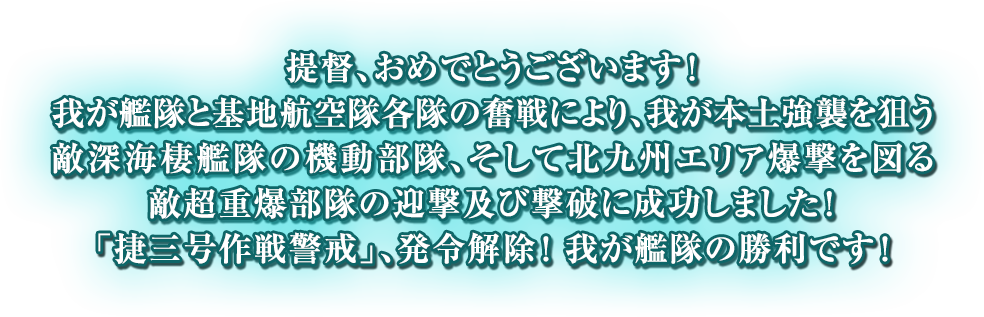 提督、おめでとうございます！
我が艦隊と基地航空隊各隊の奮戦により、我が本土強襲を狙う
敵深海棲艦隊の機動部隊、そして北九州エリア爆撃を図る
敵超重爆部隊の迎撃及び撃破に成功しました！
「捷三号作戦警戒」、発令解除！ 我が艦隊の勝利です！